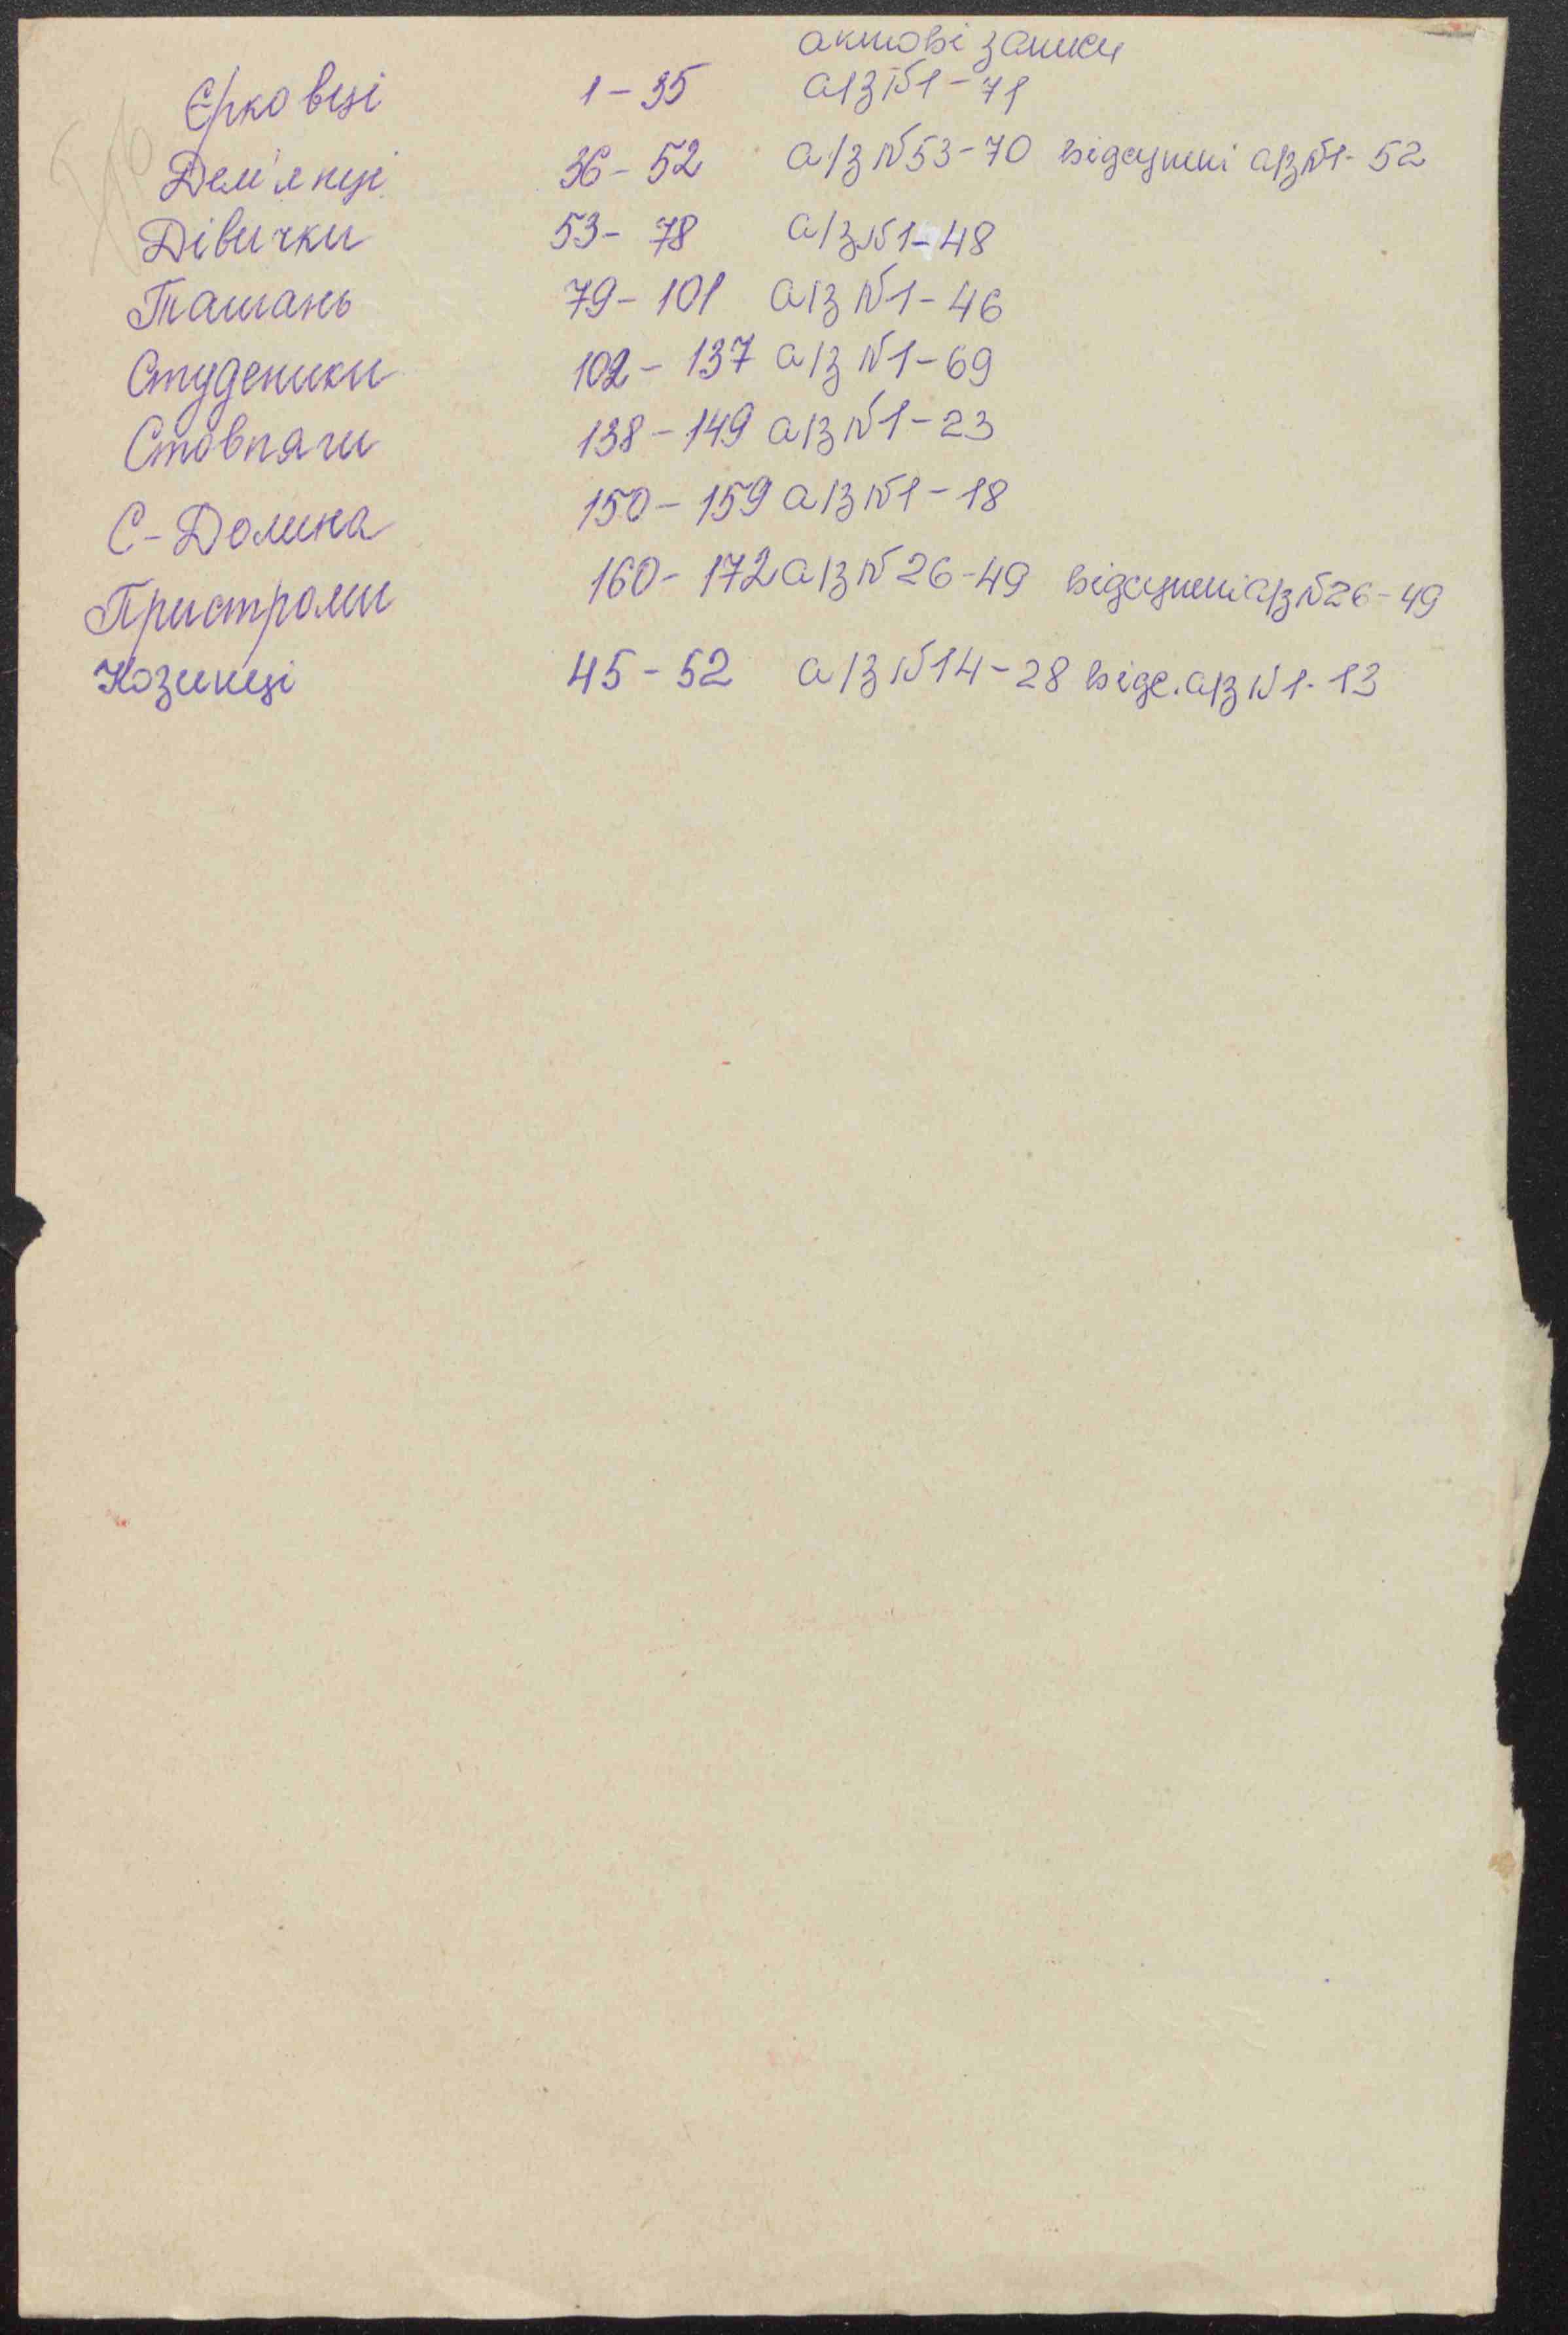 актові записи
Єрковці 1-35 а/з №1-71
Дем'янці 36-52 а/з №53-70 відсутні а/з №1-52
Дівички 53-78 а/з №1-48
Ташань 79-101 а/з №1-46
Студеники 102-137 а/з №1-69
Стовпяги 138-149 а/з №1-23
С-Долина 150-159 а/з №1-18
Пристроми 160-172 а/з №26-49 відсутні а/з №26-49
Козинці 45-52 а/з №14-28 відс. а/з №1-13